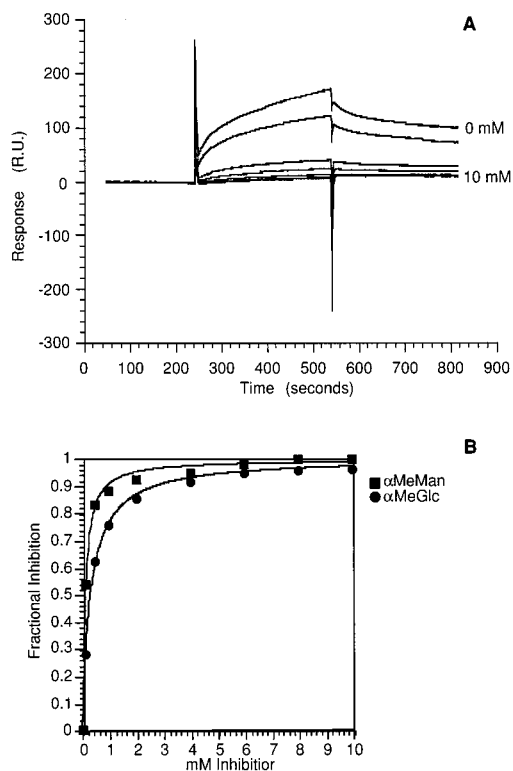 A
300
200
100
0
-100
-200
-300
Response (R.U.)
0 mM
10 mM
0 100 200 300 400 500 600 700 800 900
Time (seconds)
B
1
0.9
0.8
0.7
0.6
0.5
0.4
0.3
0.2
0.1
0
Fractional Inhibition
αMeMan
αMeGlc
0 1 2 3 4 5 6 7 8 9 10
mM Inhibitior